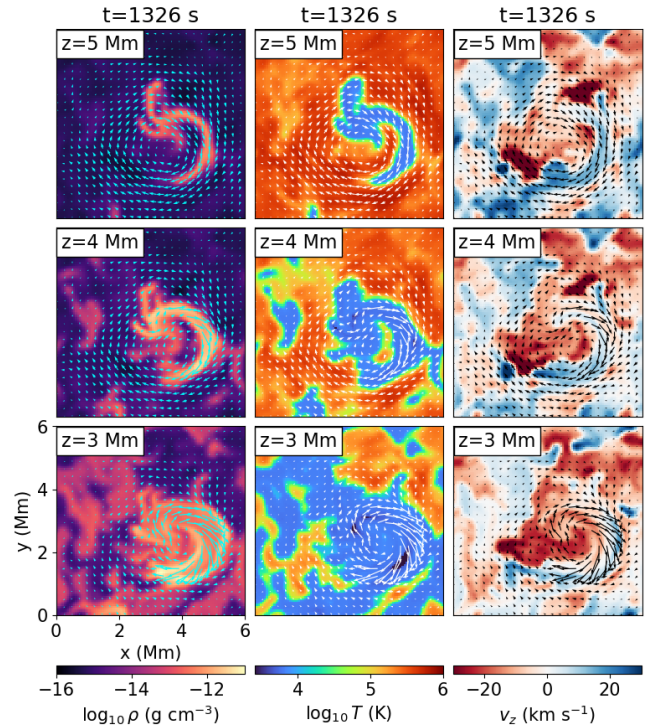 t=1326 s t=1326 s t=1326 s
z=5 Mm z=5 Mm z=5 Mm
z=4 Mm z=4 Mm z=4 Mm
6
z=3 Mm z=3 Mm z=3 Mm
4
y (Mm)
2
0
0 2 4 6
x (Mm)
−16 −14 −12 4 5 6 −20 0 20
log₁₀ ρ (g cm⁻³) log₁₀ T (K) v_z (km s⁻¹)